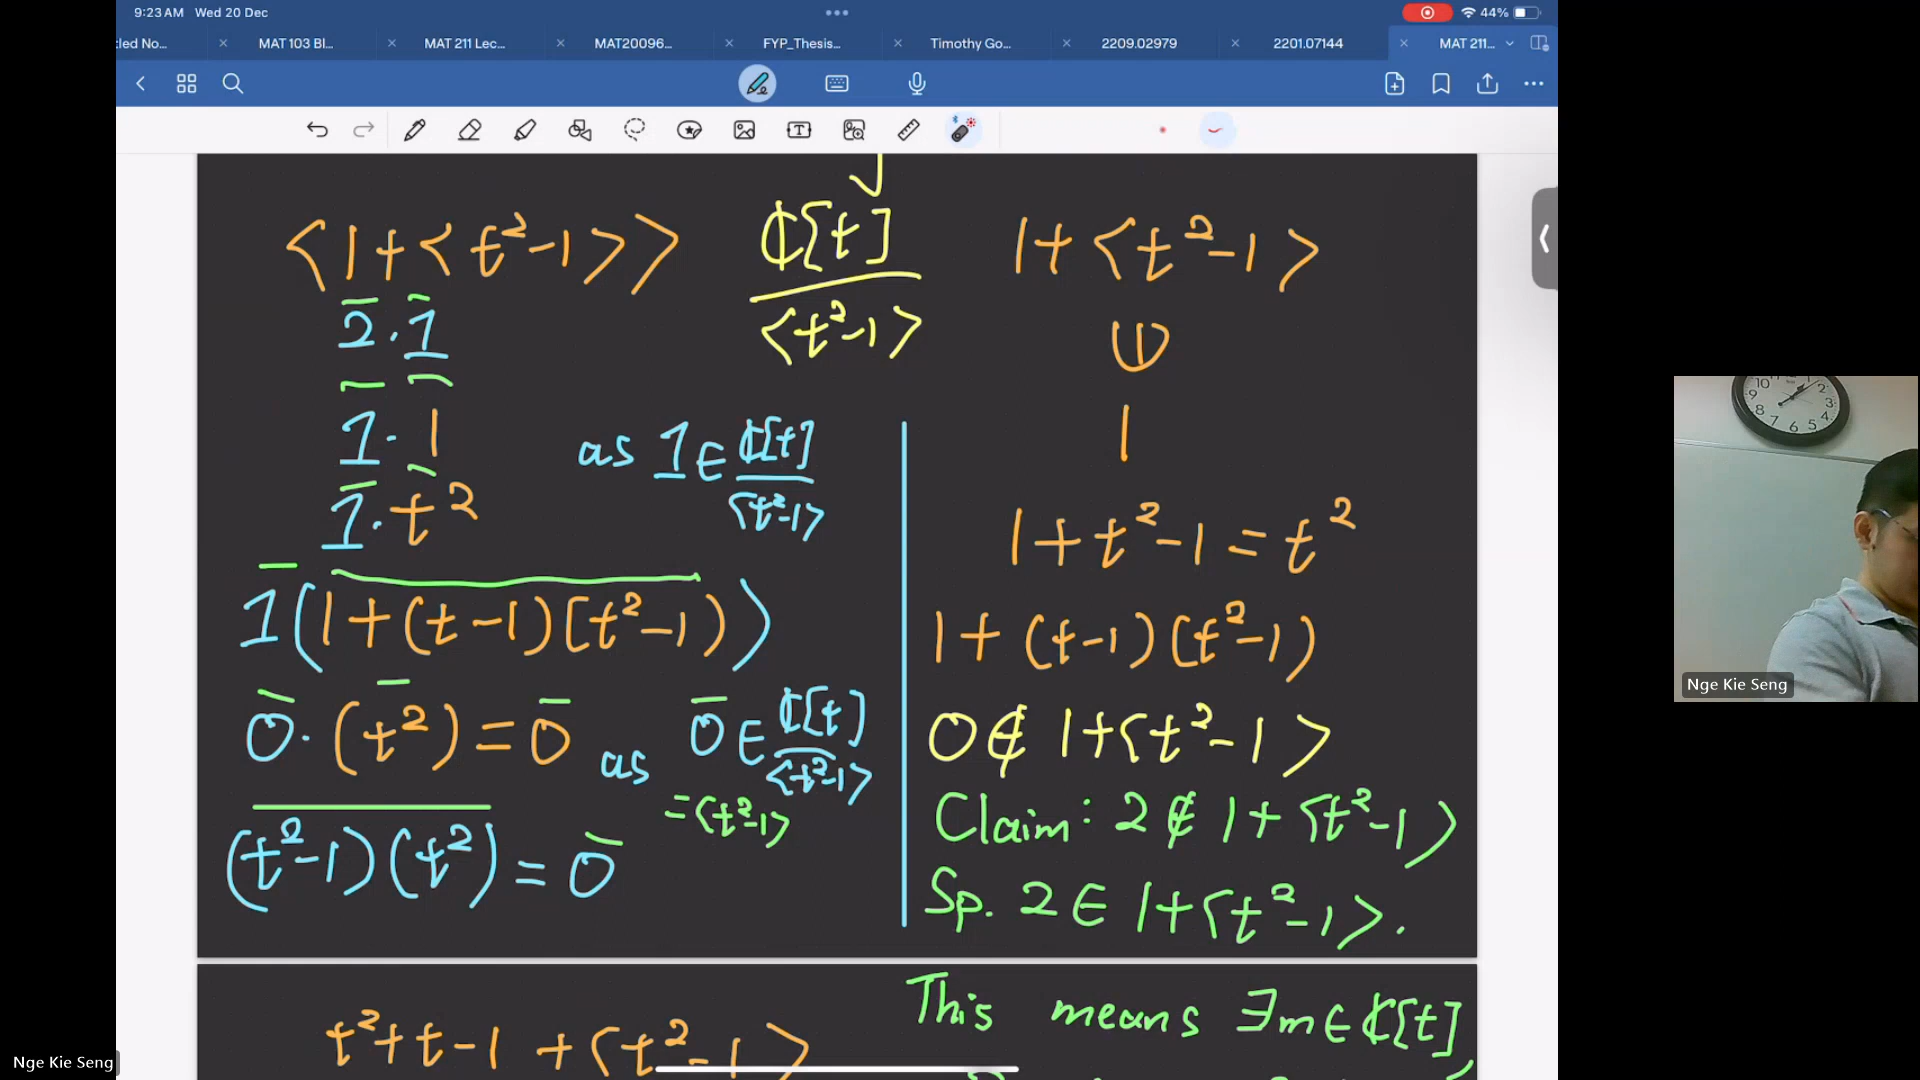 9:23 AM Wed 20 Dec
44%
:led No...
MAT 103 Bl...
MAT 211 Lec...
MAT20096...
FYP_Thesis...
Timothy Go...
2209.02979
2201.07144
MAT 211...
<1+<t²-1>>
ℂ[t]
<t²-1>
1+<t²-1>
2̄·1̄
1̄·1̄
as 1∈ℂ[t]/<t²-1>
1
1̄·t̄²
1+t²-1=t²
1(1+(t-1)(t²-1))
1+(t-1)(t²-1)
0̄·(t²)=0̄ as 0̄∈ℂ[t]/<t²-1>
=<t²-1>
0∉1+<t²-1>
Claim: 2∉1+<t²-1>
(t²-1)(t²)=0̄
Sp. 2∈1+<t²-1>.
This means ∃m∈ℂ[t],
t²+t-1+<t²-1>
Nge Kie Seng
Nge Kie Seng